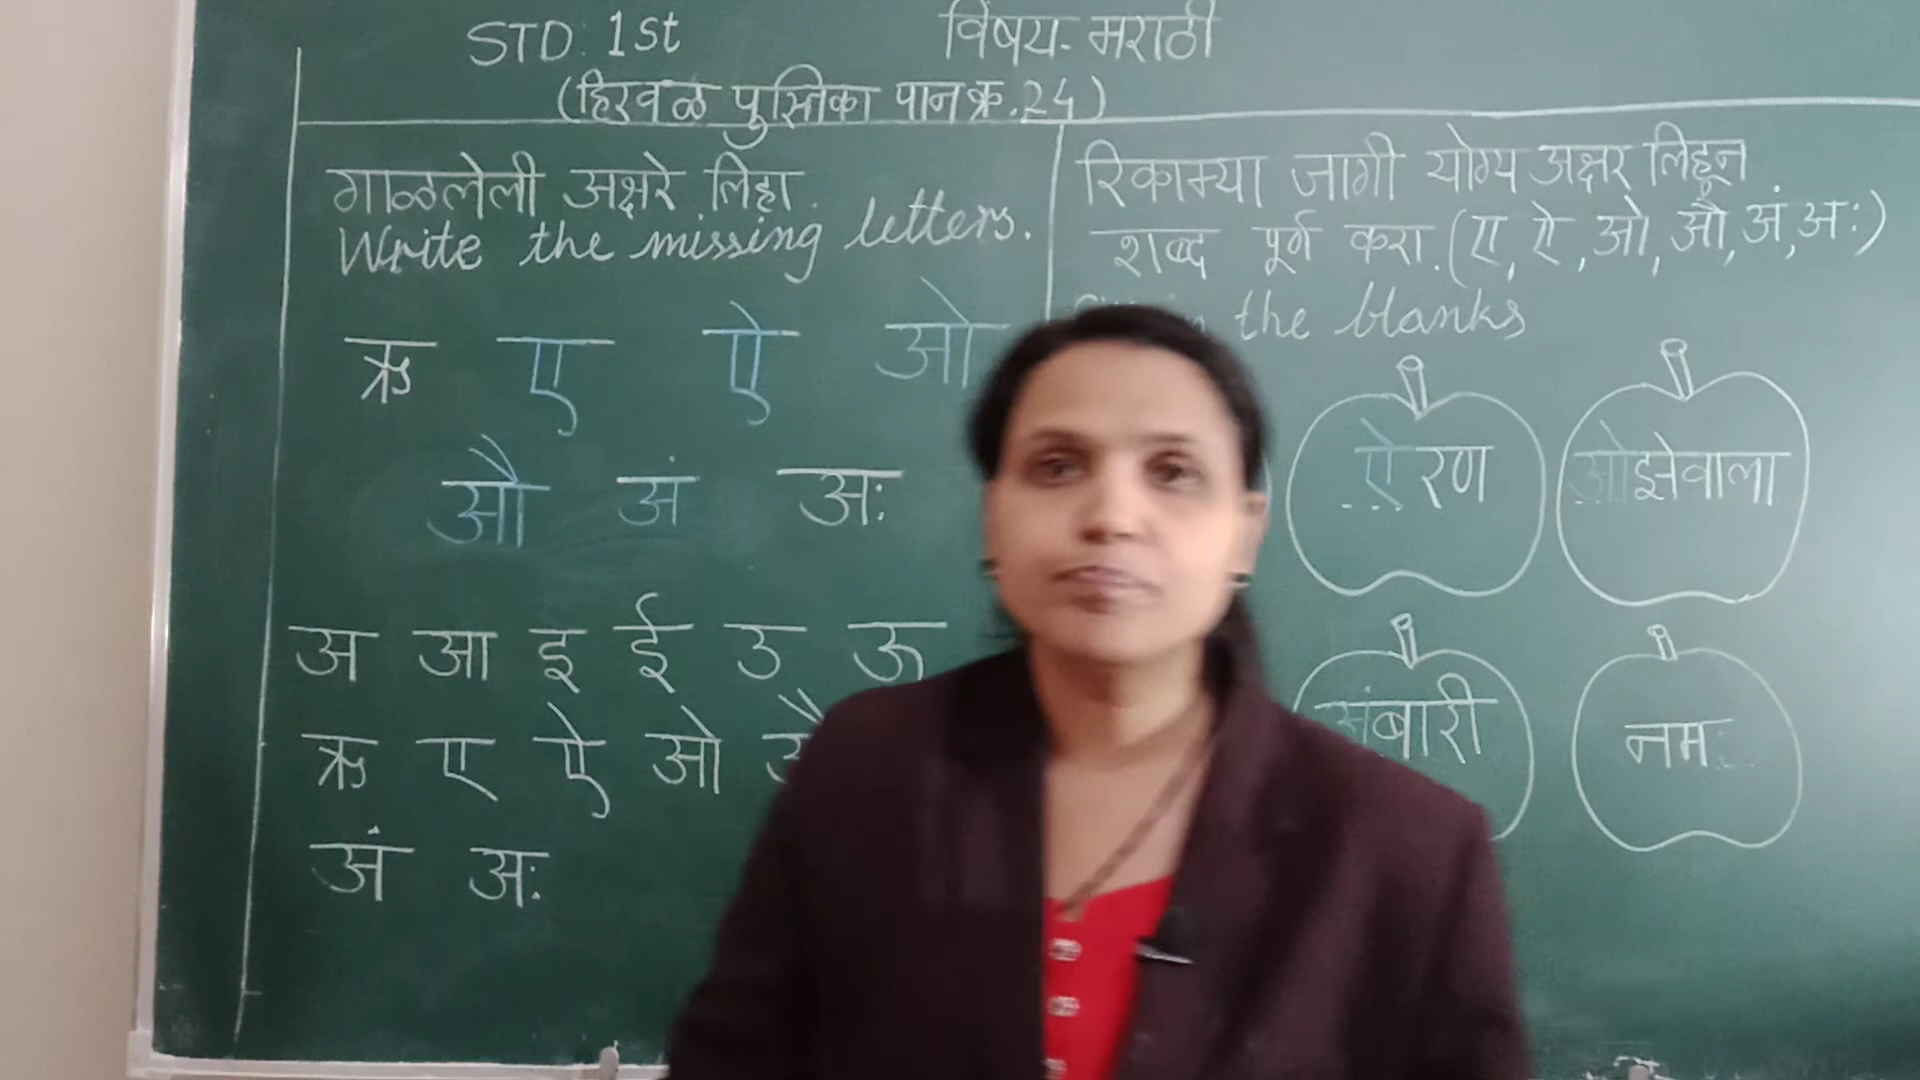 STD: 1st विषय- मराठी
(हिरवळ पुस्तिका पान क्र. 24)
गाळलेली अक्षरे लिहा.
Write the missing letters.
ऋ ए ऐ ओ
औ अं अः
अ आ इ ई उ ऊ
ऋ ए ऐ ओ
अं अः
रिकाम्या जागी योग्य अक्षर लिहून
शब्द पूर्ण करा. (ए, ऐ, ओ, औ, अं, अः)
the blanks
ऐरण ओझेवाला
अंबारी नम